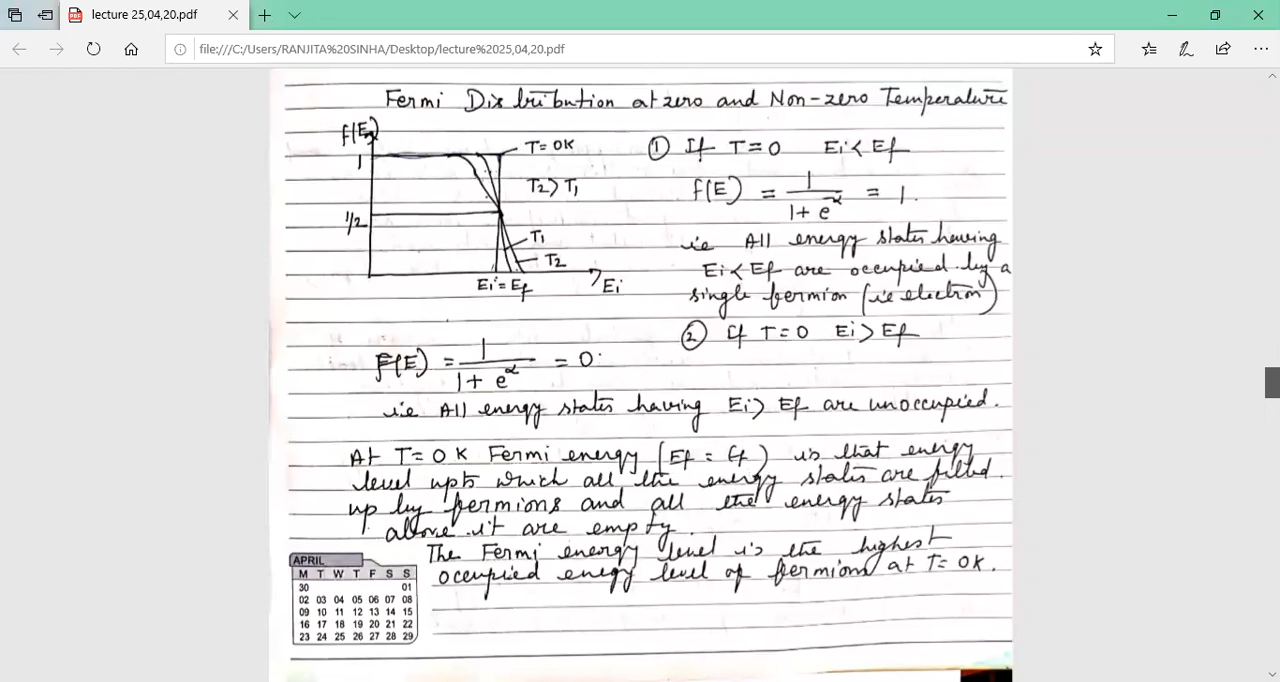 lecture 25,04,20.pdf
file:///C:/Users/RANJITA%20SINHA/Desktop/lecture%2025,04,20.pdf
Fermi Distribution at zero and Non-zero Temperature
f(E)
1
1/2
T=0K
T2>T1
T1
T2
Ei=Ef
Ei
① If T=0 Ei<Ef
f(E) = 1/1+e^-α = 1.
ie All energy states having
Ei<Ef are occupied by a
single fermion (ie electron)
② If T=0 Ei>Ef
F(E) = 1/1+e^α = 0.
ie All energy states having Ei> Ef are unoccupied.
At T=0 K Fermi energy (Ef = ) is that energy
level upto which all the energy states are filled
up by fermions and all the energy states
above it are empty.
The Fermi energy level is the highest
occupied enegy level of fermions at T=0K.
APRIL
M T W T F S S
30 01
02 03 04 05 06 07 08
09 10 11 12 13 14 15
16 17 18 19 20 21 22
23 24 25 26 27 28 29